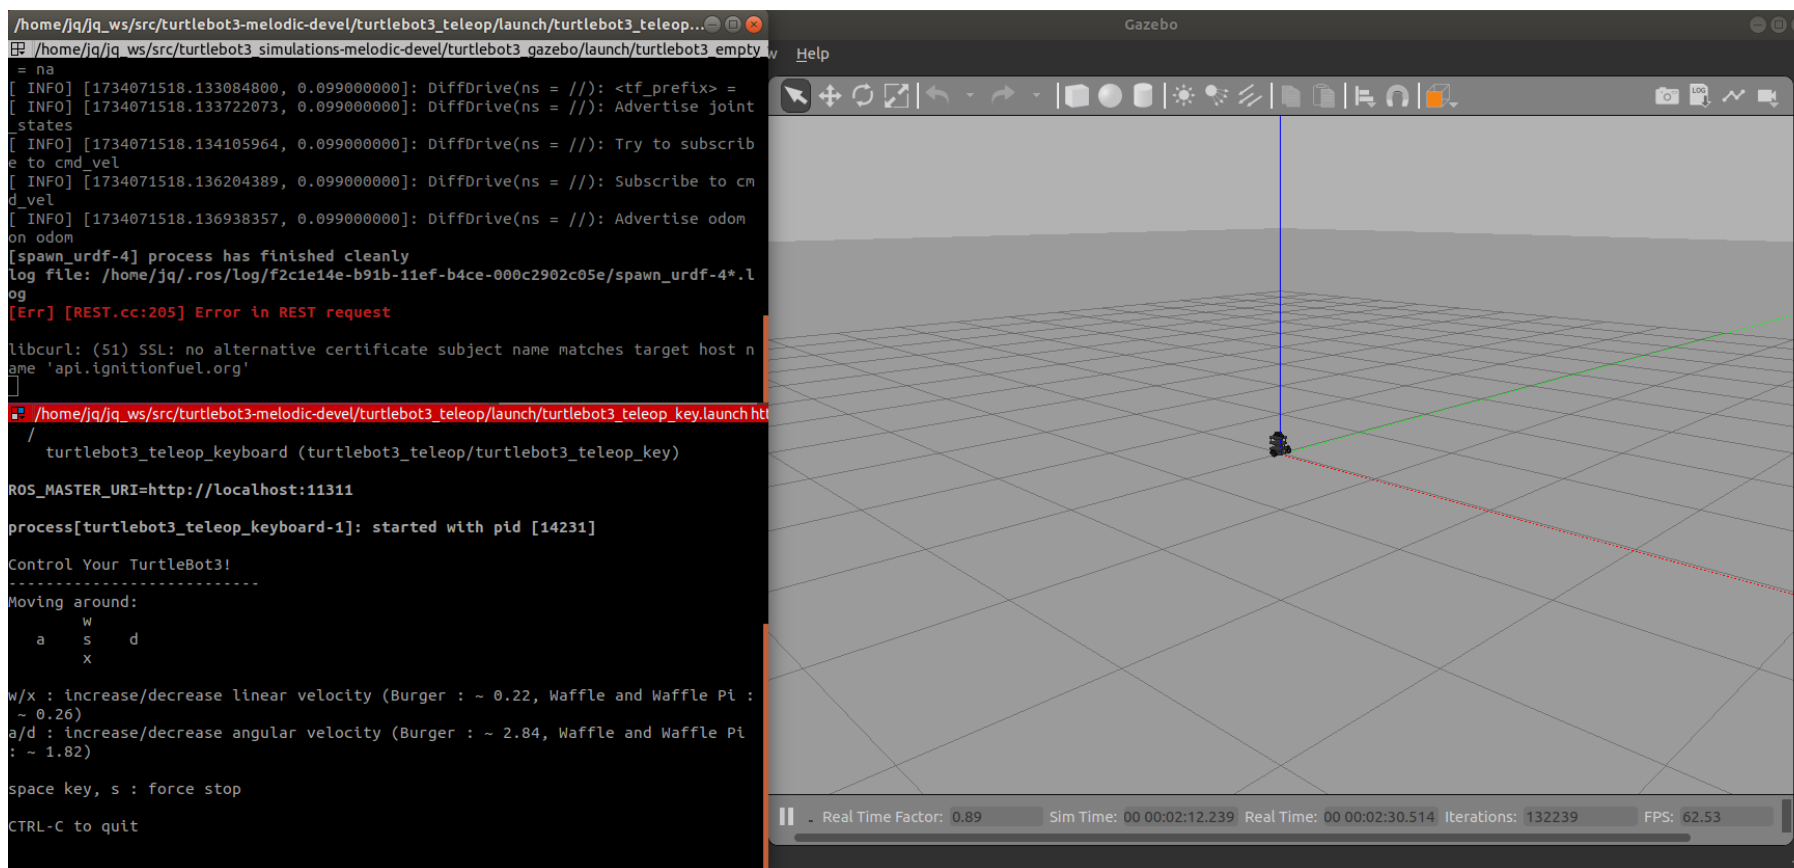 /home/jq/jq_ws/src/turtlebot3-melodic-devel/turtlebot3_teleop/launch/turtlebot3_teleop...
/home/jq/jq_ws/src/turtlebot3_simulations-melodic-devel/turtlebot3_gazebo/launch/turtlebot3_empty
= na
[ INFO] [1734071518.133084800, 0.099000000]: DiffDrive(ns = //): <tf_prefix> =
[ INFO] [1734071518.133722073, 0.099000000]: DiffDrive(ns = //): Advertise joint
_states
[ INFO] [1734071518.134105964, 0.099000000]: DiffDrive(ns = //): Try to subscrib
e to cmd_vel
[ INFO] [1734071518.136204389, 0.099000000]: DiffDrive(ns = //): Subscribe to cm
d_vel
[ INFO] [1734071518.136938357, 0.099000000]: DiffDrive(ns = //): Advertise odom
on odom
[spawn_urdf-4] process has finished cleanly
log file: /home/jq/.ros/log/f2c1e14e-b91b-11ef-b4ce-000c2902c05e/spawn_urdf-4*.l
og
[Err] [REST.cc:205] Error in REST request
libcurl: (51) SSL: no alternative certificate subject name matches target host n
ame 'api.ignitionfuel.org'
/home/jq/jq_ws/src/turtlebot3-melodic-devel/turtlebot3_teleop/launch/turtlebot3_teleop_key.launch htt
/
turtlebot3_teleop_keyboard (turtlebot3_teleop/turtlebot3_teleop_key)
ROS_MASTER_URI=http://localhost:11311
process[turtlebot3_teleop_keyboard-1]: started with pid [14231]
Control Your TurtleBot3!
---------------------------
Moving around:
w
a s d
x
w/x : increase/decrease linear velocity (Burger : ~ 0.22, Waffle and Waffle Pi :
~ 0.26)
a/d : increase/decrease angular velocity (Burger : ~ 2.84, Waffle and Waffle Pi
: ~ 1.82)
space key, s : force stop
CTRL-C to quit
Gazebo
w Help
LOG
Real Time Factor: 0.89 Sim Time: 00 00:02:12.239 Real Time: 00 00:02:30.514 Iterations: 132239 FPS: 62.53